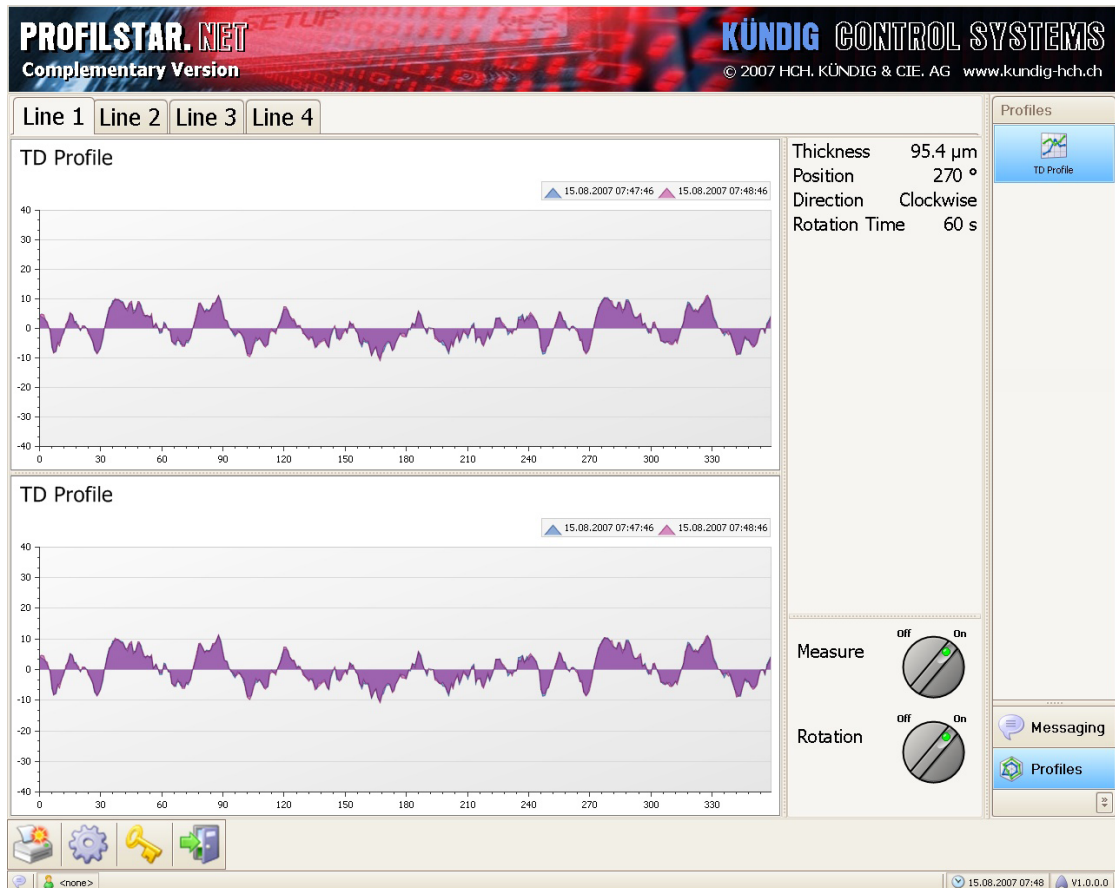 PROFILSTAR. NET
Complementary Version
KÜNDIG CONTROL SYSTEMS
© 2007 HCH. KÜNDIG & CIE. AG www.kundig-hch.ch
SETUP
Line 1 Line 2 Line 3 Line 4
TD Profile
15.08.2007 07:47:46 15.08.2007 07:48:46
40
30
20
10
0
-10
-20
-30
-40
0 30 60 90 120 150 180 210 240 270 300 330
TD Profile
15.08.2007 07:47:46 15.08.2007 07:48:46
40
30
20
10
0
-10
-20
-30
-40
0 30 60 90 120 150 180 210 240 270 300 330
Thickness 95.4 µm
Position 270 °
Direction Clockwise
Rotation Time 60 s
Measure
Off On
Rotation
Off On
Profiles
TD Profile
Messaging
Profiles
<none>
15.08.2007 07:48 V1.0.0.0